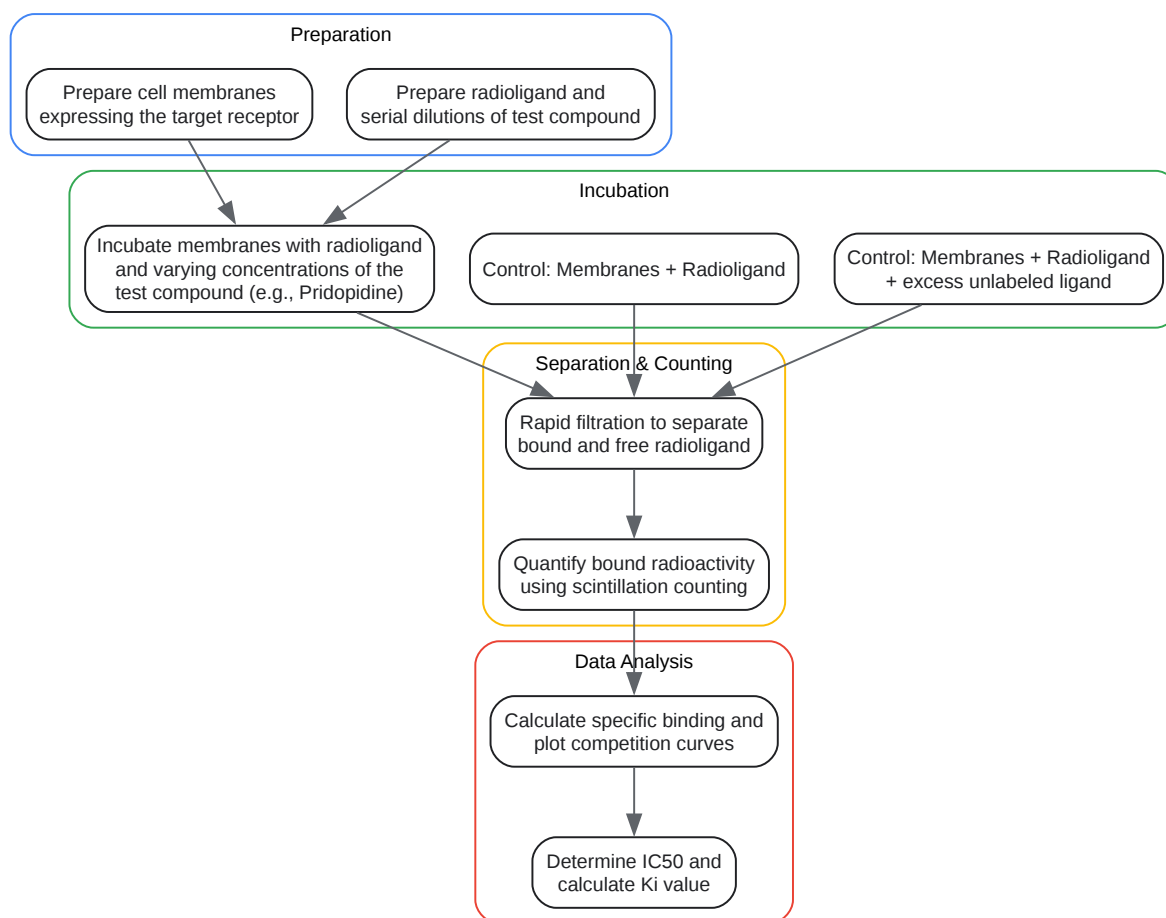 Preparation
Prepare cell membranes
expressing the target receptor
Prepare radioligand and
serial dilutions of test compound
Incubation
Incubate membranes with radioligand
and varying concentrations of the
test compound (e.g., Pridopidine)
Control: Membranes + Radioligand
Control: Membranes + Radioligand
+ excess unlabeled ligand
Separation & Counting
Rapid filtration to separate
bound and free radioligand
Quantify bound radioactivity
using scintillation counting
Data Analysis
Calculate specific binding and
plot competition curves
Determine IC50 and
calculate Ki value